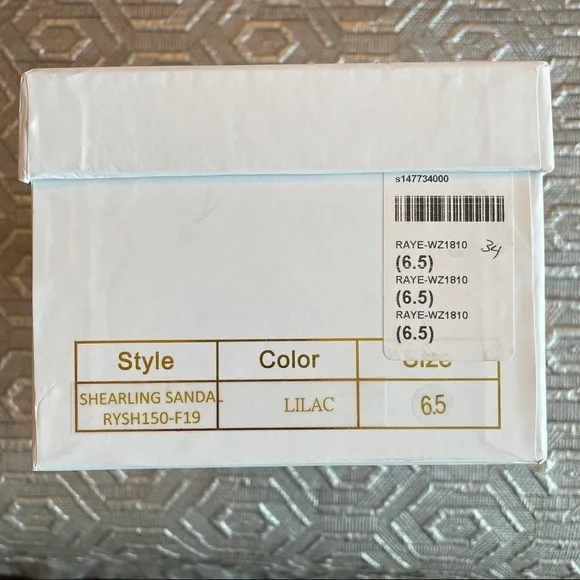 s147734000
RAYE-WZ1810 34
(6.5)
RAYE-WZ1810
(6.5)
RAYE-WZ1810
(6.5)
Style Color Size
SHEARLING SANDAL LILAC 6.5
RYSH150-F19